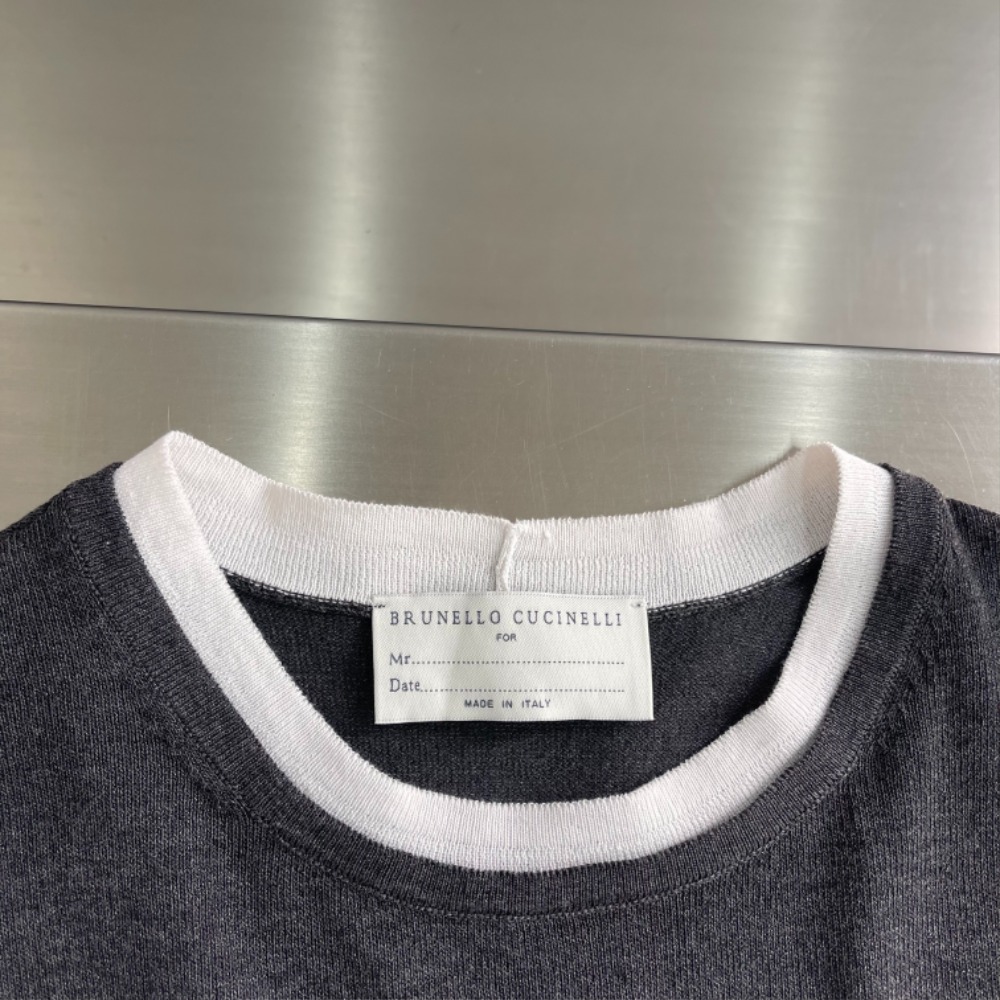 BRUNELLO CUCINELLI
FOR
Mr..........................................................
Date.......................................................
MADE IN ITALY